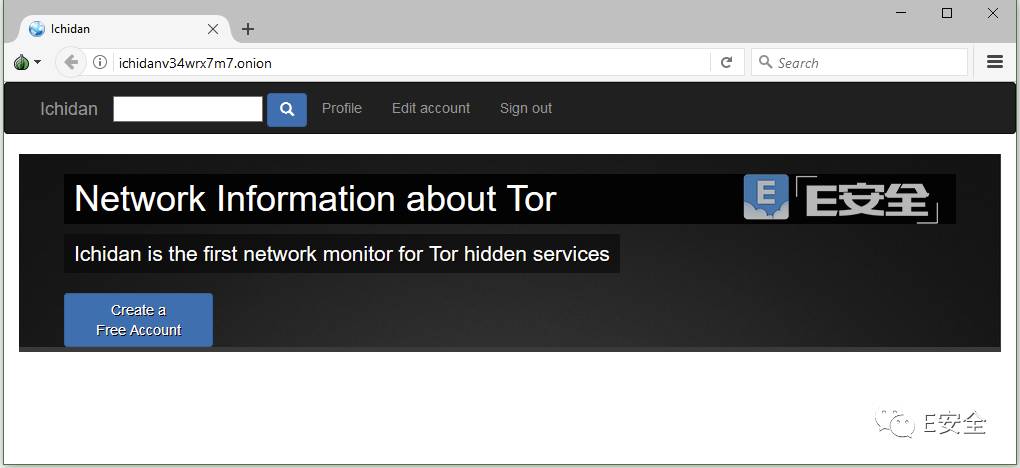 Ichidan
ichidanv34wrx7m7.onion
Search
Ichidan
Profile
Edit account
Sign out
Network Information about Tor
E
E安全
Ichidan is the first network monitor for Tor hidden services
Create a
Free Account
E安全